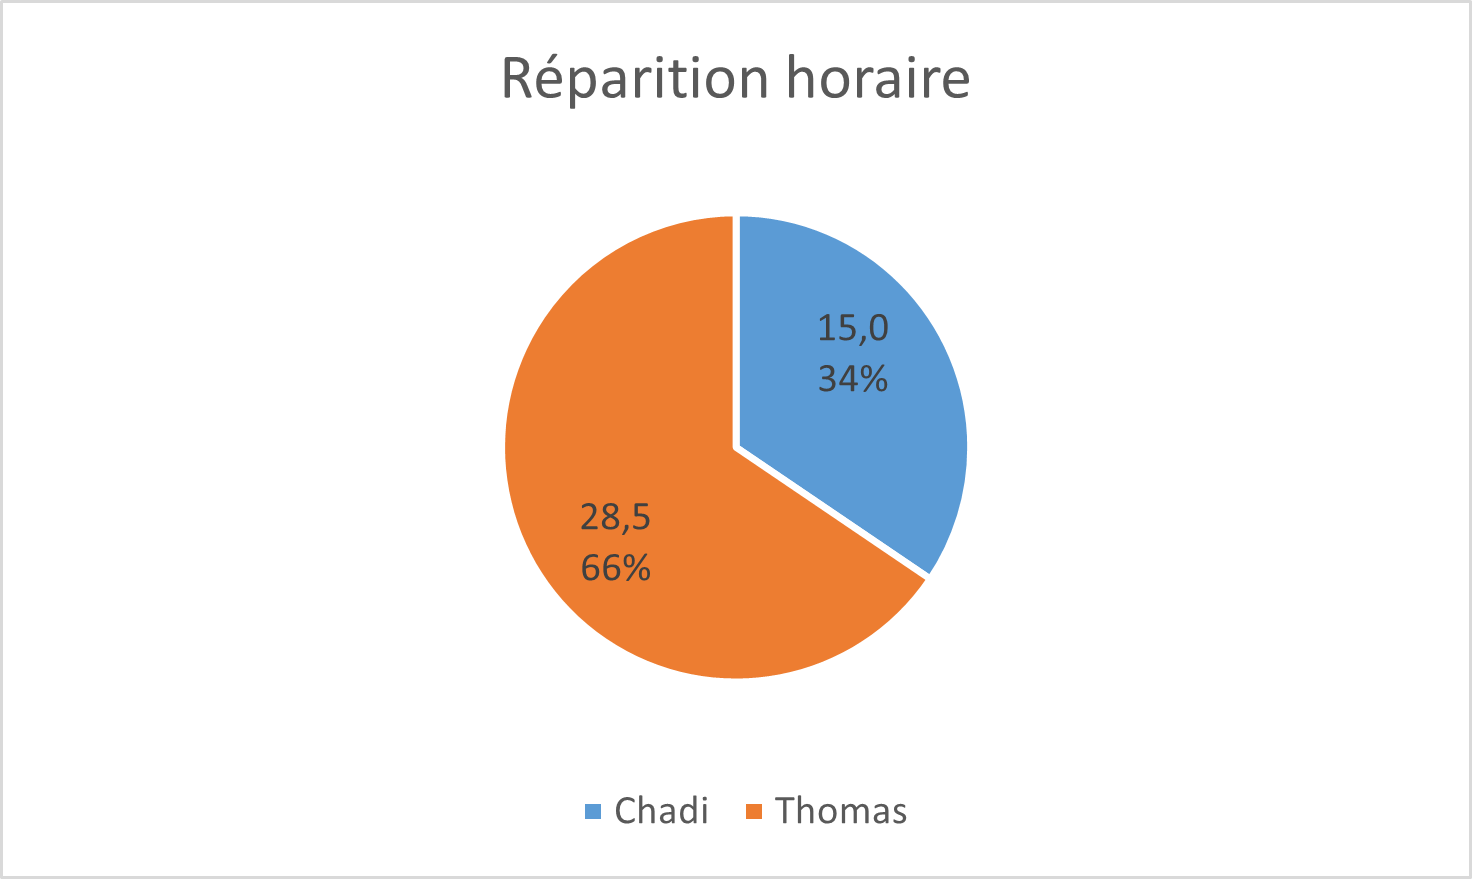 Réparition horaire
15,0
34%
28,5
66%
Chadi Thomas